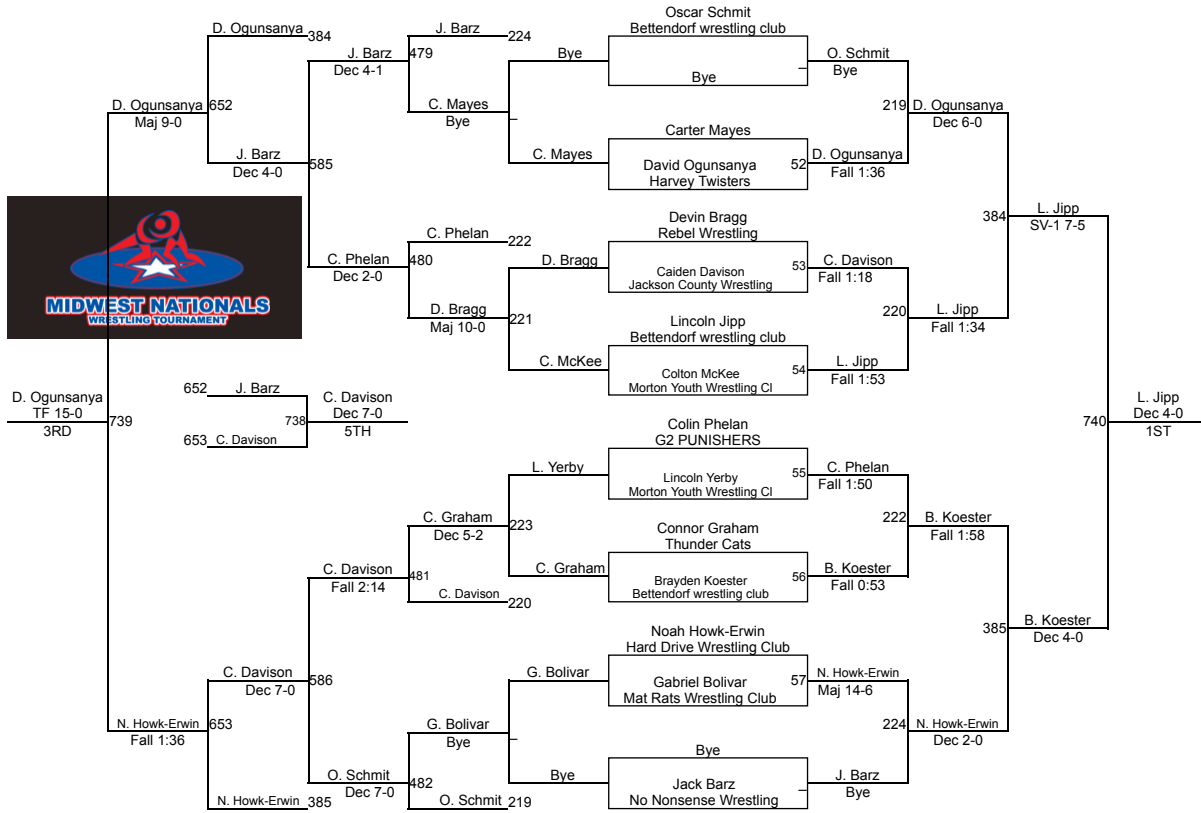 Oscar Schmit
Bettendorf wrestling club
D. Ogunsanya 384
J. Barz 224
J. Barz 479
Dec 4-1
Bye
Bye
O. Schmit
Bye
D. Ogunsanya 652
Maj 9-0
C. Mayes
Bye
219 D. Ogunsanya
Dec 6-0
Carter Mayes
J. Barz
Dec 4-0
585
C. Mayes
David Ogunsanya
Harvey Twisters
52
D. Ogunsanya
Fall 1:36
MIDWEST NATIONALS
WRESTLING TOURNAMENT
384
L. Jipp
SV-1 7-5
Devin Bragg
Rebel Wrestling
C. Phelan 222
C. Phelan 480
Dec 2-0
D. Bragg
Caiden Davison
Jackson County Wrestling
53
C. Davison
Fall 1:18
D. Bragg
Maj 10-0
221
220
L. Jipp
Fall 1:34
Lincoln Jipp
Bettendorf wrestling club
C. McKee
Colton McKee
Morton Youth Wrestling Cl
54
L. Jipp
Fall 1:53
D. Ogunsanya
TF 15-0
3RD
739
652 J. Barz
653 C. Davison
738
C. Davison
Dec 7-0
5TH
740
L. Jipp
Dec 4-0
1ST
Colin Phelan
G2 PUNISHERS
L. Yerby
Lincoln Yerby
Morton Youth Wrestling Cl
55
C. Phelan
Fall 1:50
C. Graham
Dec 5-2
223
222
B. Koester
Fall 1:58
Connor Graham
Thunder Cats
C. Davison
Fall 2:14
481
C. Graham
Brayden Koester
Bettendorf wrestling club
56
B. Koester
Fall 0:53
C. Davison 220
385
B. Koester
Dec 4-0
Noah Howk-Erwin
Hard Drive Wrestling Club
C. Davison
Dec 7-0
586
G. Bolivar
Gabriel Bolivar
Mat Rats Wrestling Club
57
N. Howk-Erwin
Maj 14-6
N. Howk-Erwin 653
Fall 1:36
G. Bolivar
Bye
224 N. Howk-Erwin
Dec 2-0
Bye
O. Schmit
Dec 7-0
482
Bye
Jack Barz
No Nonsense Wrestling
J. Barz
Bye
N. Howk-Erwin 385
O. Schmit 219